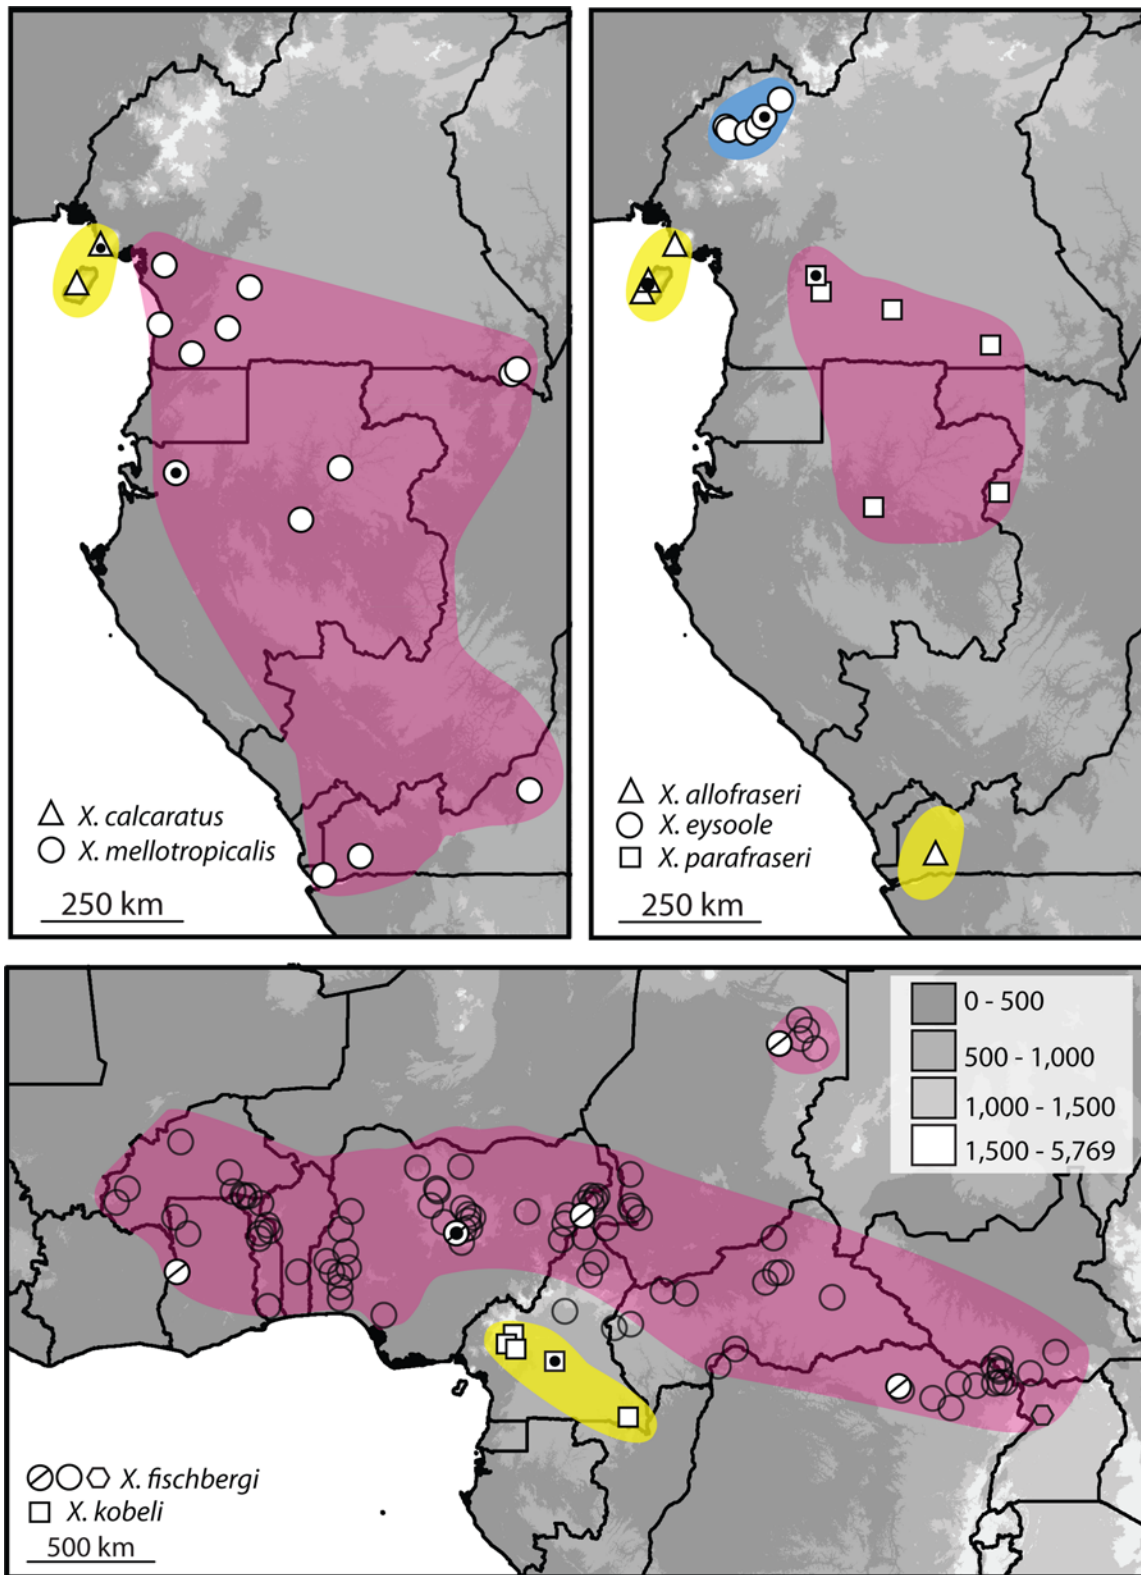 X. calcaratus
X. mellotropicalis
250 km
X. allofraseri
X. eysoole
X. parafraseri
250 km
0 - 500
500 - 1,000
1,000 - 1,500
1,500 - 5,769
X. fischbergi
X. kobeli
500 km